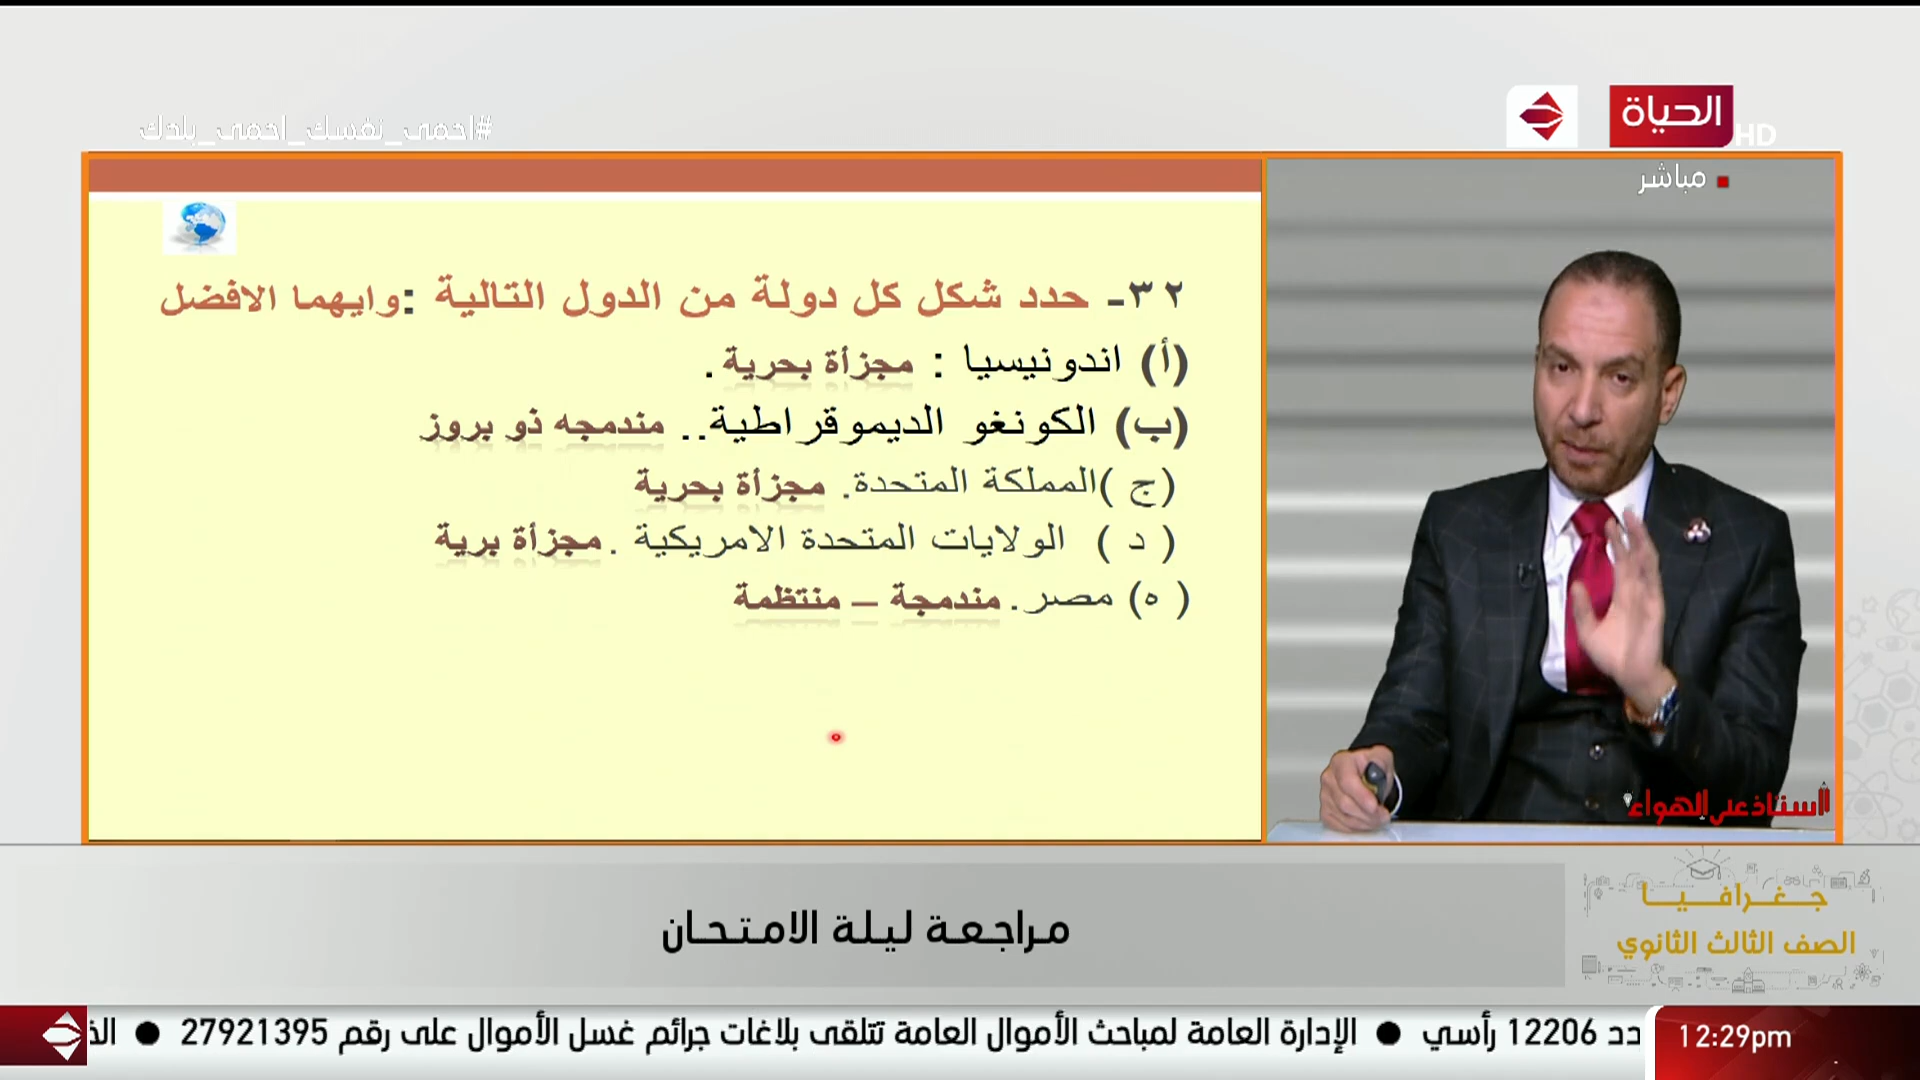 #احمى_نفسك_احمى_بلدك
الحياة
HD
مباشر
٣٢- حدد شكل كل دولة من الدول التالية :وايهما الافضل
(أ) اندونيسيا : مجزأة بحرية .
(ب) الكونغو الديموقراطية.. مندمجه ذو بروز
(ج )المملكة المتحدة. مجزأة بحرية
( د ) الولايات المتحدة الامريكية . مجزأة برية
( ه) مصر. مندمجة – منتظمة
أستاذ على الهواء
جغرافيا
الصف الثالث الثانوي
مراجعة ليلة الامتحان
12206 رأسي ● الإدارة العامة لمباحث الأموال العامة تتلقى بلاغات جرائم غسل الأموال على رقم 27921395 ●
12:29pm